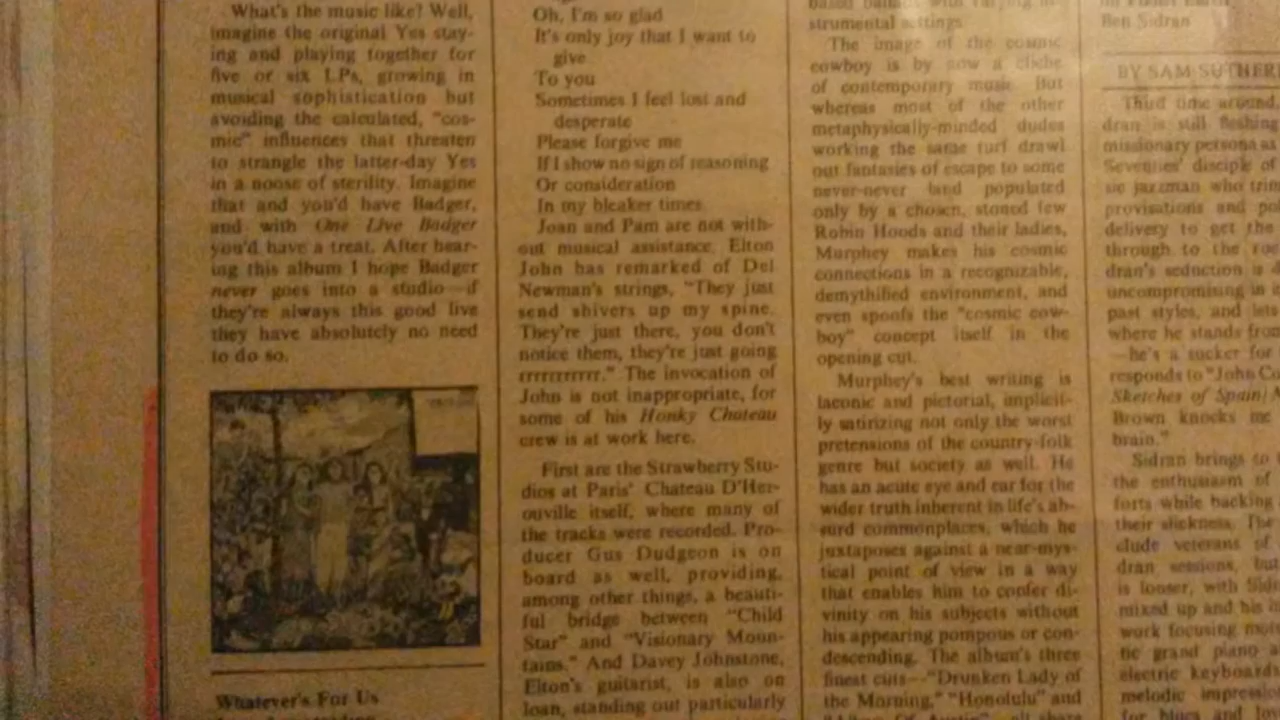 What's the music like? Well,
imagine the original Yes stay-
ing and playing together for
five or six LPs, growing in
musical sophistication but
avoiding the calculated, "cos-
mic" influences that threaten
to strangle the latter-day Yes
in a noose of sterility. Imagine
that and you'd have Badger,
and with One Live Badger
you'd have a treat. After hear-
ing this album I hope Badger
never goes into a studio—if
they're always this good live
they have absolutely no need
to do so.
Whatever's For Us
Oh, I'm so glad
It's only joy that I want to
give
To you
Sometimes I feel lost and
desperate
Please forgive me
If I show no sign of reasoning
Or consideration
In my bleaker times.
Joan and Pam are not with-
out musical assistance. Elton
John has remarked of Del
Newman's strings, "They just
send shivers up my spine.
They're just there, you don't
notice them, they're just going
rrrrrrrrrr." The invocation of
John is not inappropriate, for
some of his Honky Chateau
crew is at work here.
First are the Strawberry Stu-
dios at Paris' Chateau D'Her-
ouville itself, where many of
the tracks were recorded. Pro-
ducer Gus Dudgeon is on
board as well, providing,
among other things, a beauti-
ful bridge between "Child
Star" and "Visionary Moun-
tains." And Davey Johnstone,
Elton's guitarist, is also on
loan, standing out particularly
strumental settings
The image of the cosmic
cowboy is by now a cliche
of contemporary music. But
whereas most of the other
metaphysically-minded dudes
working the same turf drawl
out fantasies of escape to some
never-never land populated
only by a chosen, stoned few
Robin Hoods and their ladies,
Murphey makes his cosmic
connections in a recognizable,
demythified environment, and
even spoofs the "cosmic cow-
boy" concept itself in the
opening cut.
Murphey's best writing is
laconic and pictorial, implicit-
ly satirizing not only the worst
pretensions of the country-folk
genre but society as well. He
has an acute eye and ear for the
wider truth inherent in life's ab-
surd commonplaces, which he
juxtaposes against a near-mys-
tical point of view in a way
that enables him to confer di-
vinity on his subjects without
his appearing pompous or con-
descending. The album's three
finest cuts—"Drunken Lady of
the Morning," "Honolulu" and
Ben Sidran
BY SAM SUTHER
Third time around,
dran is still fleshing
missionary persona as
Seventies' disciple of
sic jazzman who trim
provisations and po
delivery to get the
through to the roo
dran's seduction is
uncompromising in
past styles, and lets
where he stands from
—he's a sucker for
responds to "John Co
Sketches of Spain/
Brown knocks me
brain."
Sidran brings to
the enthusiasm of
forts while backing
their slickness. The
clude veterans of
dran sessions, but
is looser, with Sid
mixed up and his
work focusing more
tic grand piano
electric keyboards
melodic impressio
for blues and